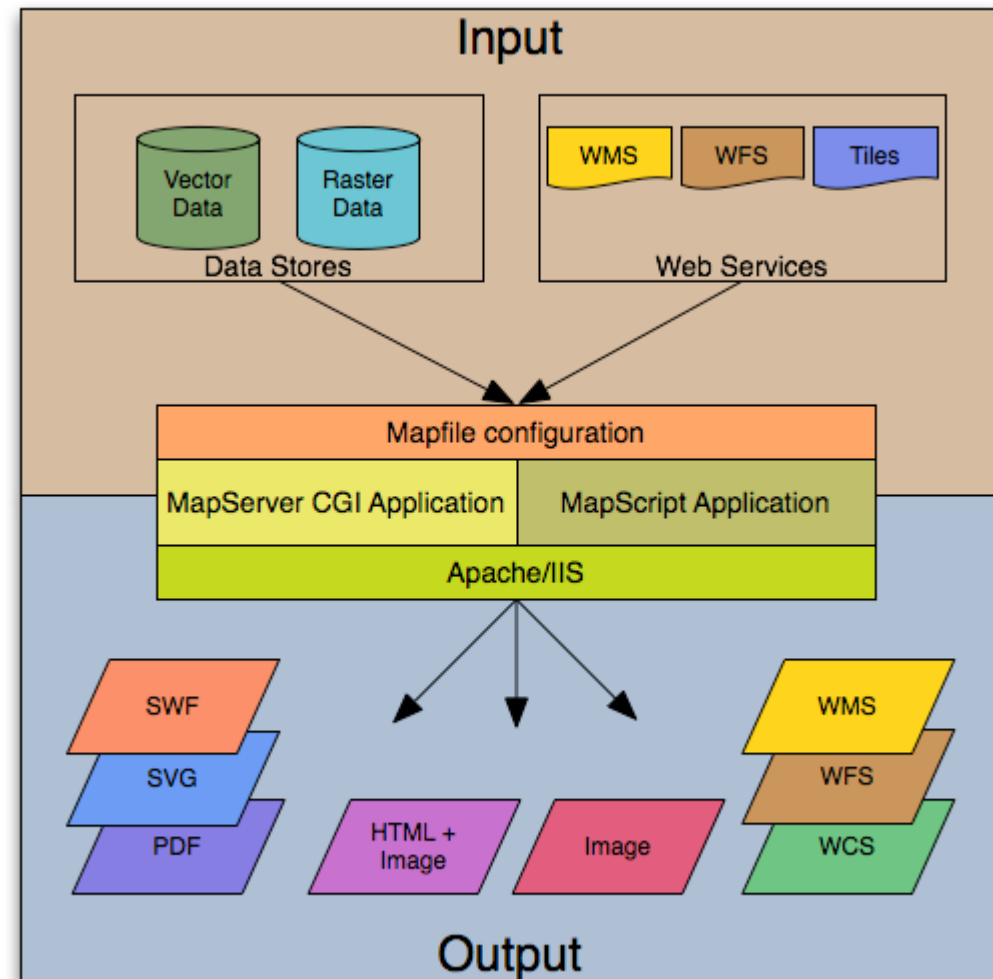 Input
Vector
Data
Raster
Data
Data Stores
WMS
WFS
Tiles
Web Services
Mapfile configuration
MapServer CGI Application
MapScript Application
Apache/IIS
SWF
SVG
PDF
HTML +
Image
Image
WMS
WFS
WCS
Output